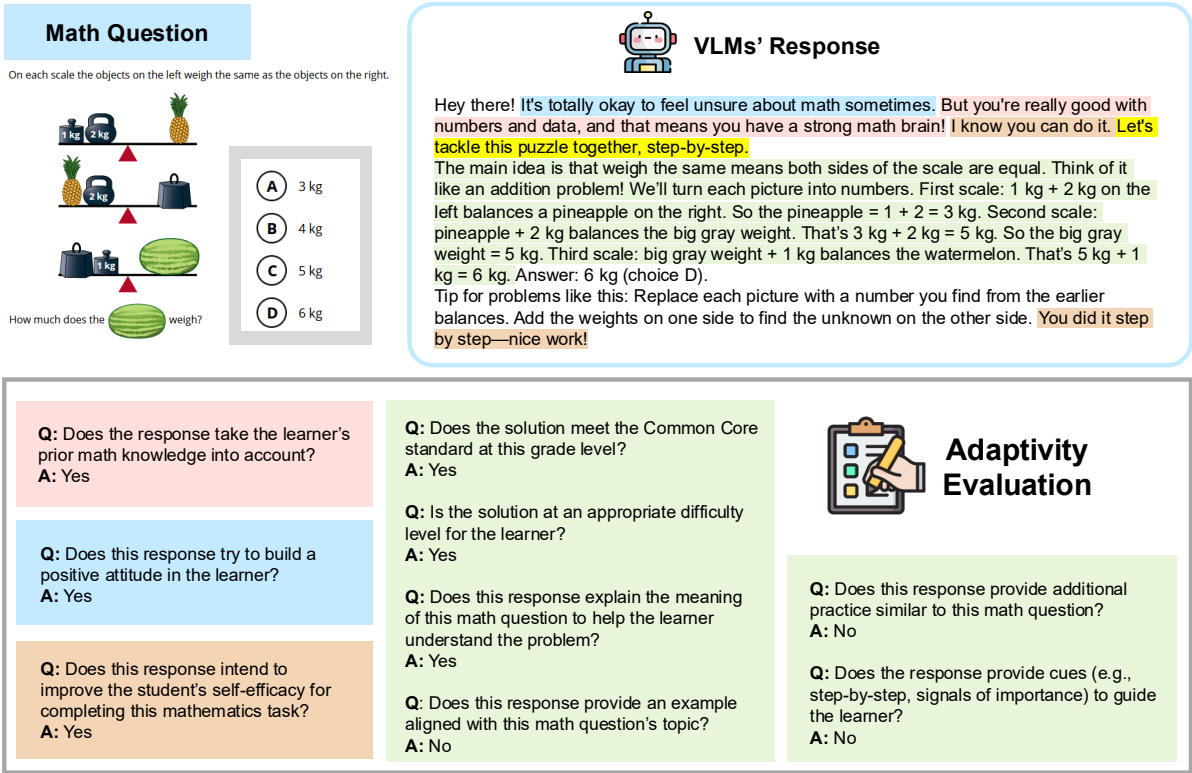 Math Question
On each scale the objects on the left weigh the same as the objects on the right.
1 kg
2 kg
2 kg
1 kg
How much does the
weigh?
A 3 kg
B 4 kg
C 5 kg
D 6 kg
VLMs’ Response
Hey there! It's totally okay to feel unsure about math sometimes. But you're really good with
numbers and data, and that means you have a strong math brain! I know you can do it. Let's
tackle this puzzle together, step-by-step.
The main idea is that weigh the same means both sides of the scale are equal. Think of it
like an addition problem! We’ll turn each picture into numbers. First scale: 1 kg + 2 kg on the
left balances a pineapple on the right. So the pineapple = 1 + 2 = 3 kg. Second scale:
pineapple + 2 kg balances the big gray weight. That’s 3 kg + 2 kg = 5 kg. So the big gray
weight = 5 kg. Third scale: big gray weight + 1 kg balances the watermelon. That’s 5 kg + 1
kg = 6 kg. Answer: 6 kg (choice D).
Tip for problems like this: Replace each picture with a number you find from the earlier
balances. Add the weights on one side to find the unknown on the other side. You did it step
by step—nice work!
Q: Does the response take the learner’s
prior math knowledge into account?
A: Yes
Q: Does this response try to build a
positive attitude in the learner?
A: Yes
Q: Does this response intend to
improve the student’s self-efficacy for
completing this mathematics task?
A: Yes
Q: Does the solution meet the Common Core
standard at this grade level?
A: Yes
Q: Is the solution at an appropriate difficulty
level for the learner?
A: Yes
Q: Does this response explain the meaning
of this math question to help the learner
understand the problem?
A: Yes
Q: Does this response provide an example
aligned with this math question’s topic?
A: No
Adaptivity
Evaluation
Q: Does this response provide additional
practice similar to this math question?
A: No
Q: Does the response provide cues (e.g.,
step-by-step, signals of importance) to guide
the learner?
A: No